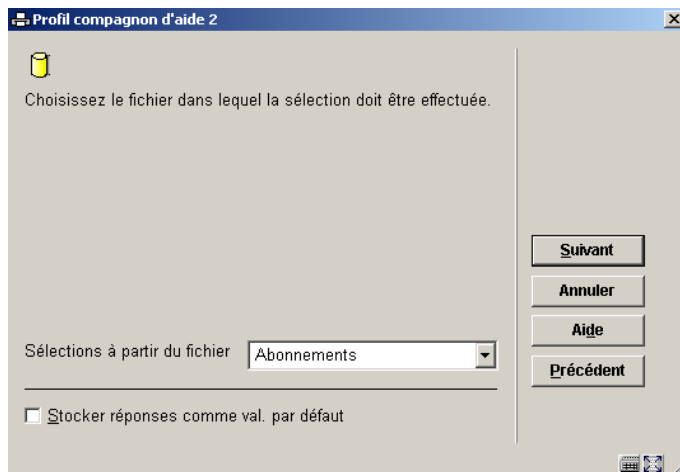 Profil compagnon d'aide 2
Choisissez le fichier dans lequel la sélection doit être effectuée.
Suivant
Annuler
Aide
Sélections à partir du fichier Abonnements
Précédent
Stocker réponses comme val. par défaut